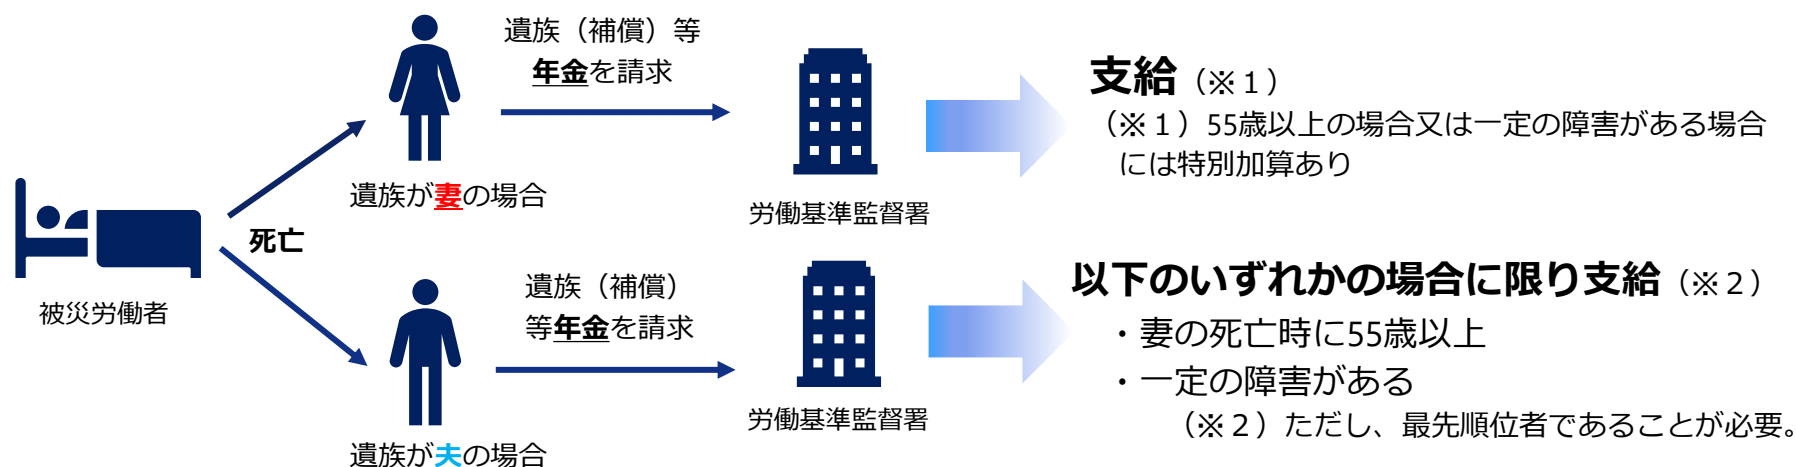 被災労働者
死亡
遺族が妻の場合
遺族（補償）等
年金を請求
労働基準監督署
支給（※１）
（※１）55歳以上の場合又は一定の障害がある場合
には特別加算あり
遺族が夫の場合
遺族（補償）
等年金を請求
労働基準監督署
以下のいずれかの場合に限り支給（※２）
・妻の死亡時に55歳以上
・一定の障害がある
（※２）ただし、最先順位者であることが必要。